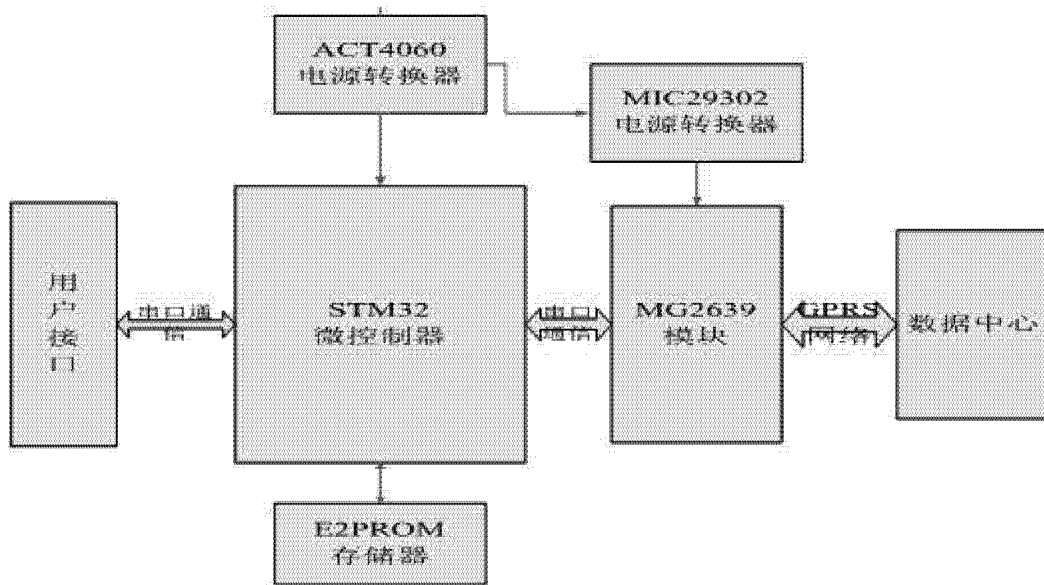 ACT4060
电源转换器
MIC29302
电源转换器
用
户
接
口
串口通
信
STM32
微控制器
串口
通信
MG2639
模块
GPRS
网络
数据中心
E2PROM
存储器